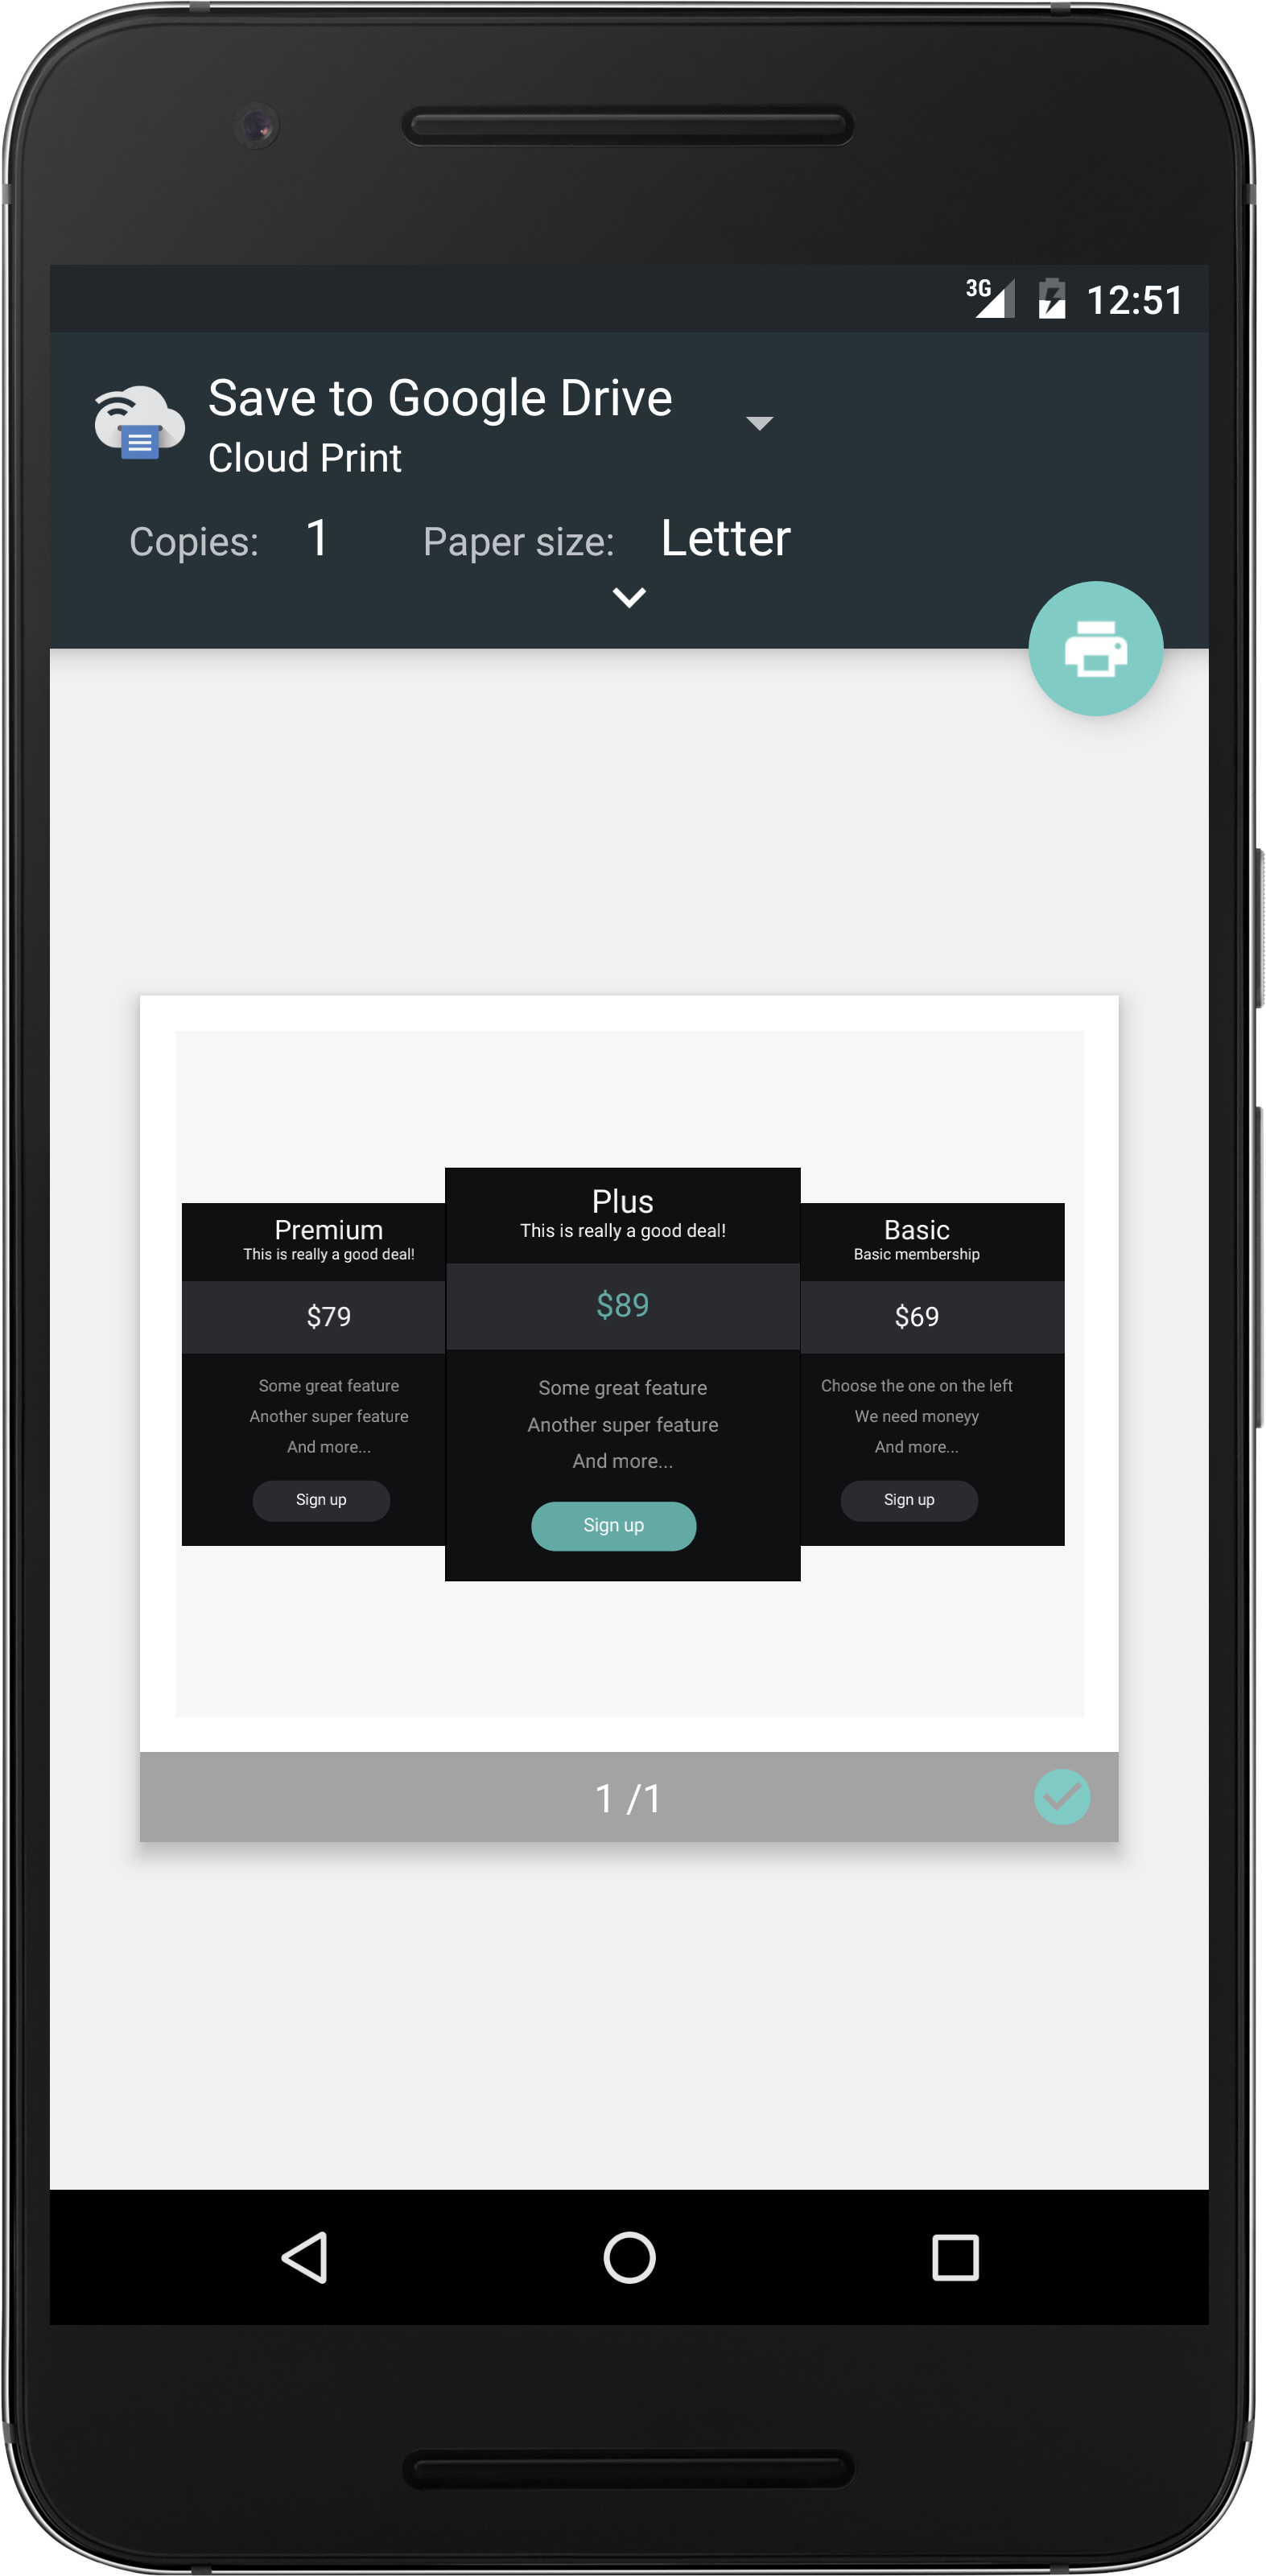 3G 12:51
Save to Google Drive
Cloud Print
Copies: 1 Paper size: Letter
Premium
This is really a good deal!
$79
Some great feature
Another super feature
And more...
Sign up
Plus
This is really a good deal!
$89
Some great feature
Another super feature
And more...
Sign up
Basic
Basic membership
$69
Choose the one on the left
We need moneyy
And more...
Sign up
1 /1